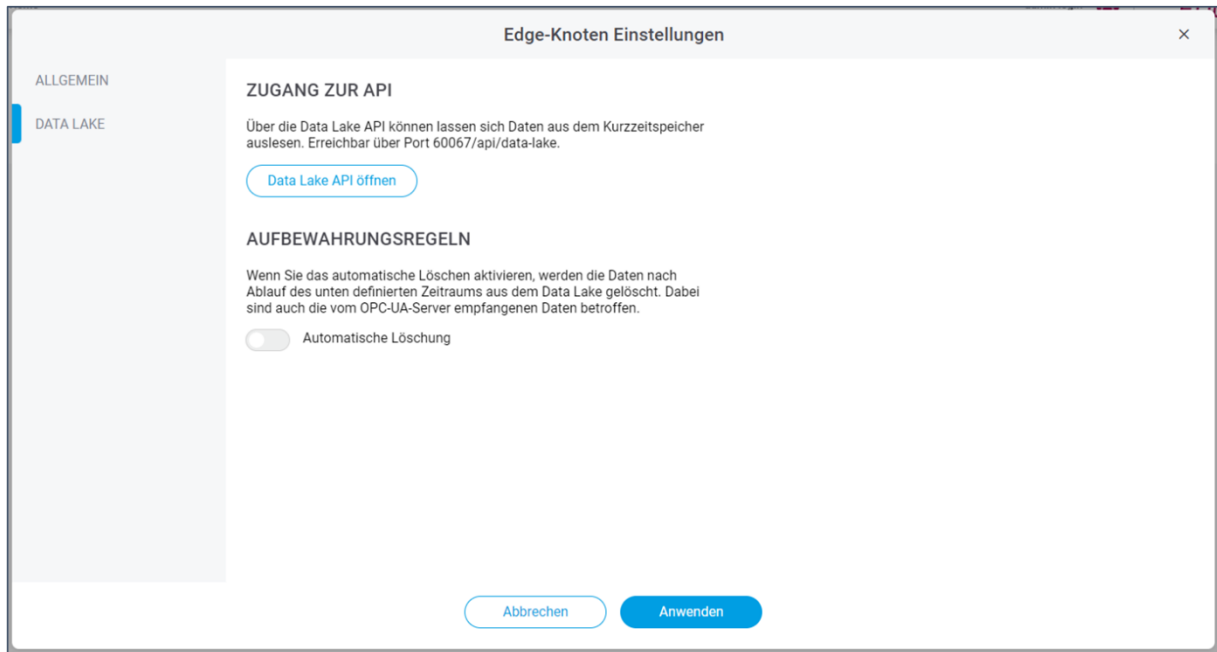 Edge-Knoten Einstellungen
ALLGEMEIN
DATA LAKE
ZUGANG ZUR API
Über die Data Lake API können lassen sich Daten aus dem Kurzzeitspeicher
auslesen. Erreichbar über Port 60067/api/data-lake.
Data Lake API öffnen
AUFBEWAHRUNGSREGELN
Wenn Sie das automatische Löschen aktivieren, werden die Daten nach
Ablauf des unten definierten Zeitraums aus dem Data Lake gelöscht. Dabei
sind auch die vom OPC-UA-Server empfangenen Daten betroffen.
Automatische Löschung
Abbrechen
Anwenden